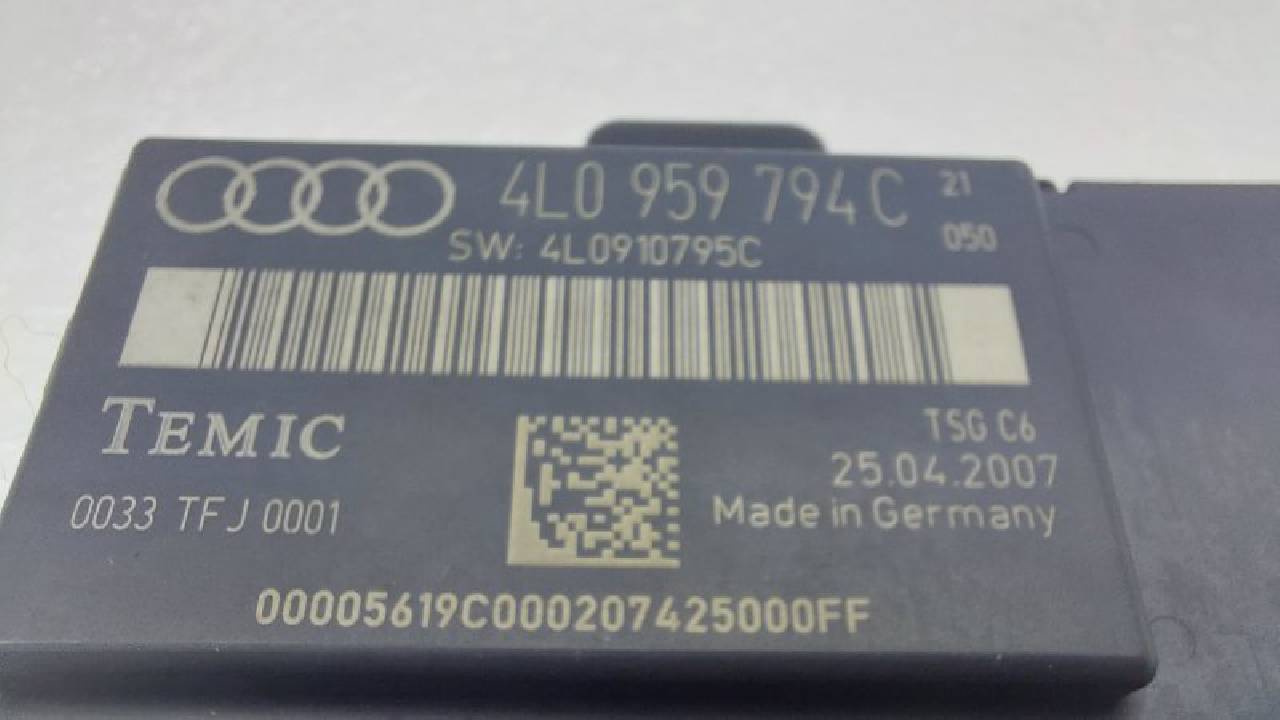 4L0 959 794 C 21
SW: 4L0910795C 050
TEMIC
TSG C6
25.04.2007
0033 TFJ 0001
Made in Germany
00005619C000207425000FF